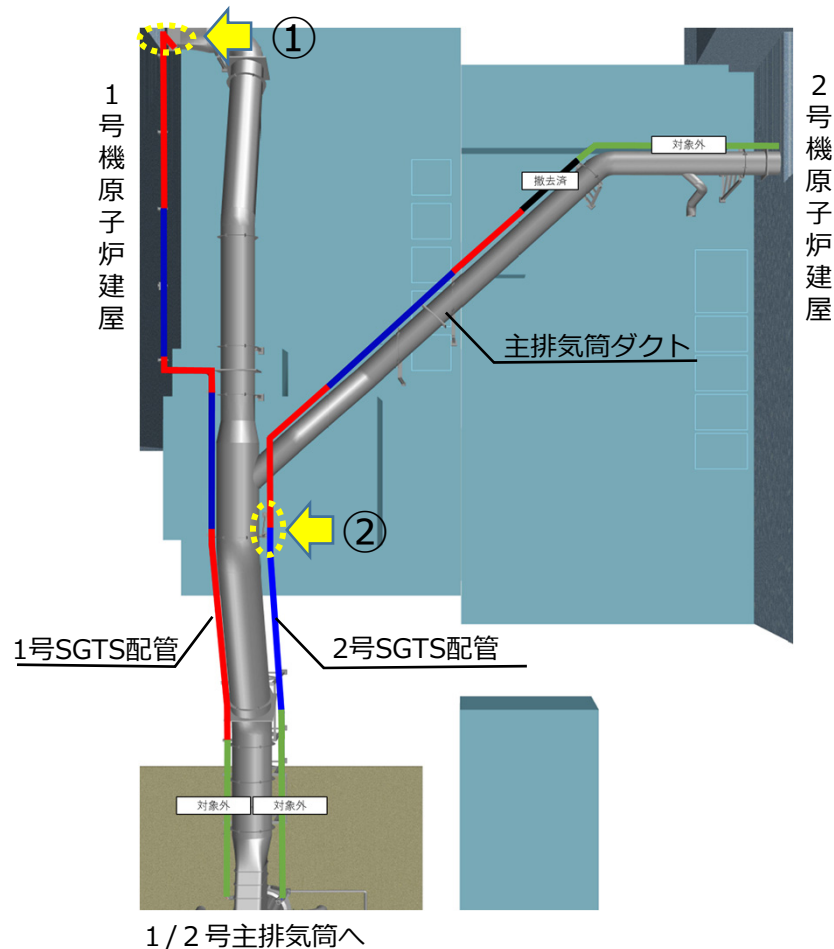 ①
1号機原子炉建屋
2号機原子炉建屋
対象外
撤去済
主排気筒ダクト
②
1号SGTS配管
2号SGTS配管
対象外
対象外
1/2号主排気筒へ